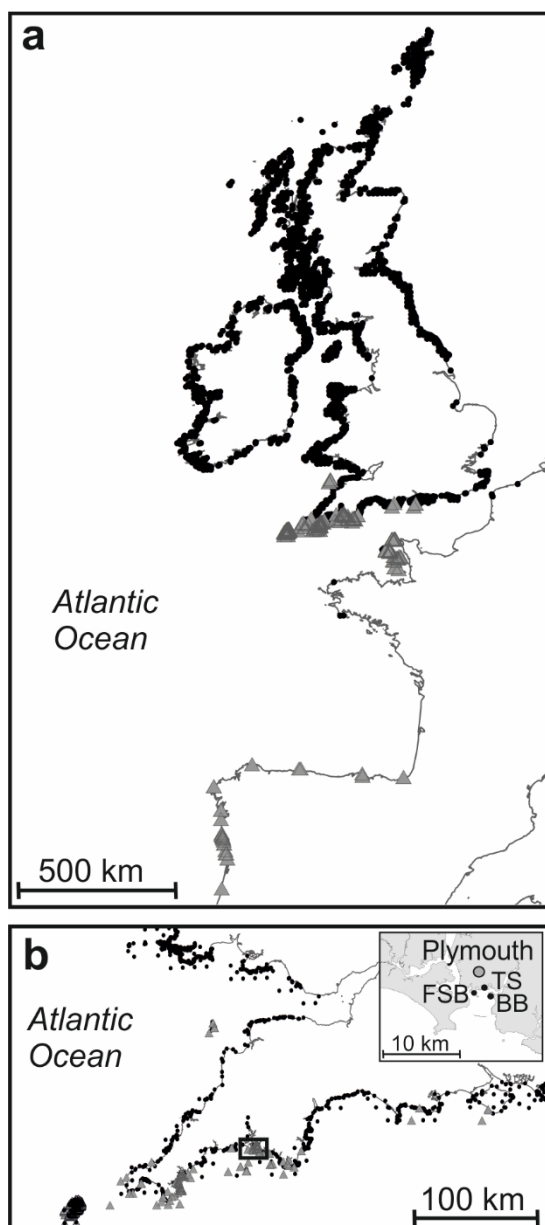 a
Atlantic
Ocean
500 km
b
Atlantic
Ocean
Plymouth
TS
FSB
BB
10 km
100 km